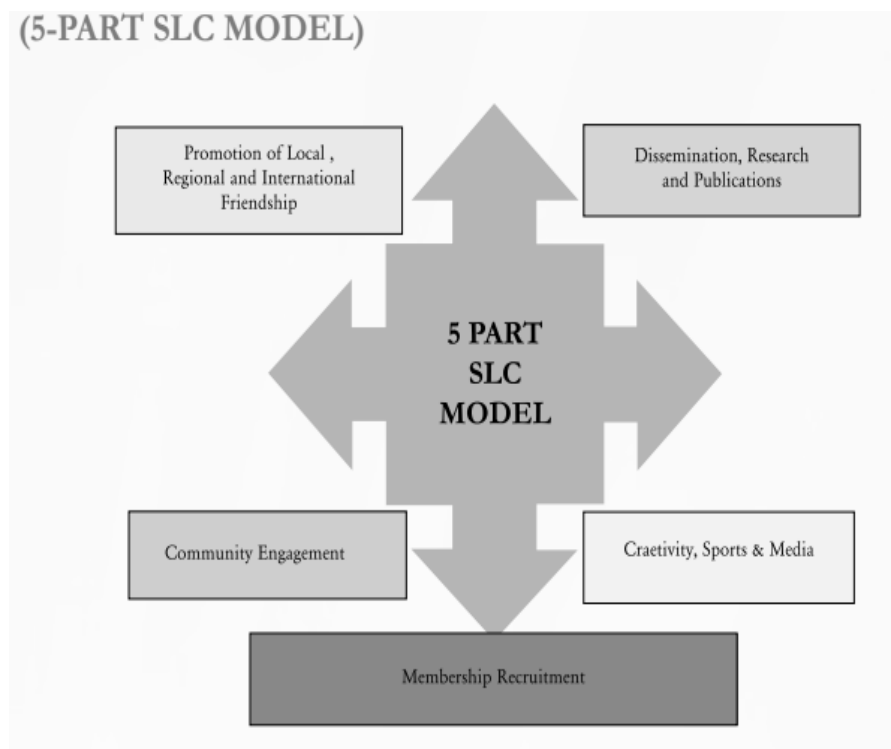 (5-PART SLC MODEL)
Promotion of Local ,
Regional and International
Friendship
Dissemination, Research
and Publications
5 PART
SLC
MODEL
Community Engagement
Craetivity, Sports & Media
Membership Recruitment